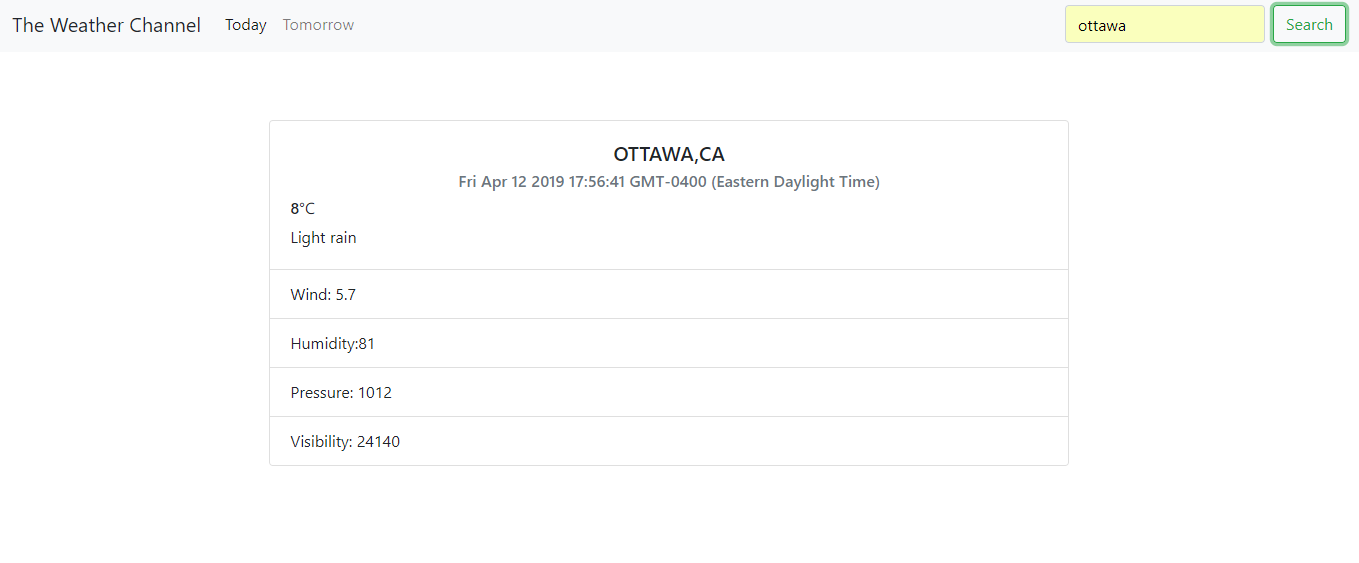 The Weather Channel Today Tomorrow ottawa Search
OTTAWA,CA
Fri Apr 12 2019 17:56:41 GMT-0400 (Eastern Daylight Time)
8°C
Light rain
Wind: 5.7
Humidity:81
Pressure: 1012
Visibility: 24140